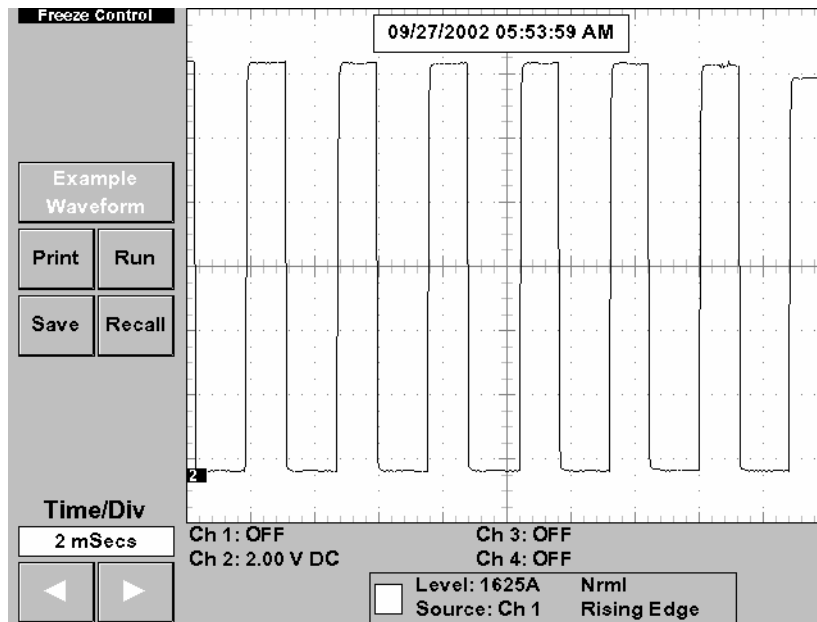 Freeze Control
09/27/2002 05:53:59 AM
Example
Waveform
Print
Run
Save
Recall
2
Time/Div
2 mSecs
Ch 1: OFF
Ch 3: OFF
Ch 2: 2.00 V DC
Ch 4: OFF
Level: 1625A
Nrml
Source: Ch 1
Rising Edge